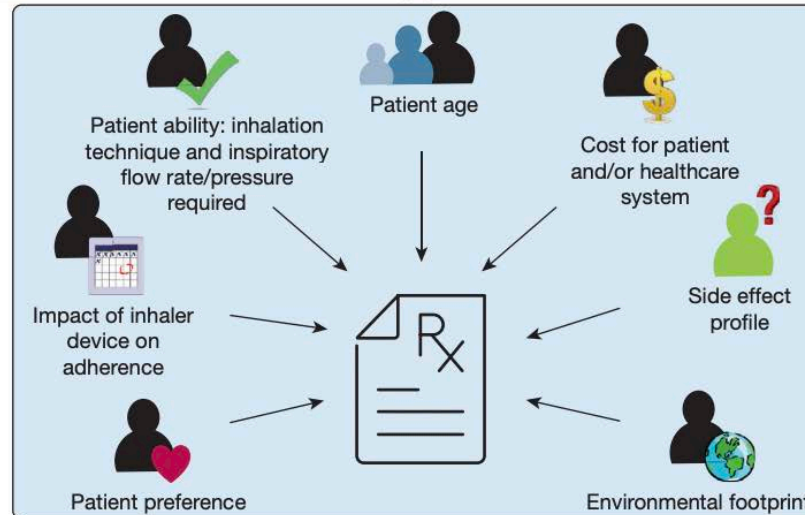 Patient ability: inhalation
technique and inspiratory
flow rate/pressure
required
Patient age
Cost for patient
and/or healthcare
system
Impact of inhaler
device on
adherence
Rx
Side effect
profile
Patient preference
Environmental footprint